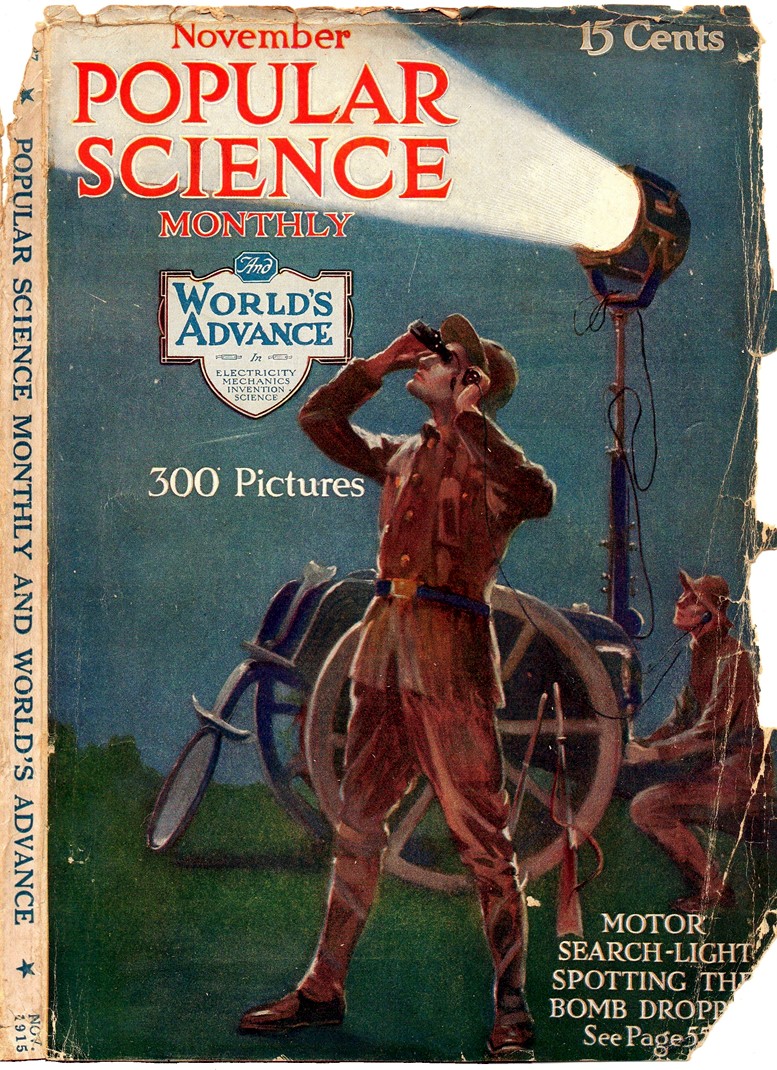 November
15 Cents
POPULAR
SCIENCE
MONTHLY
And
WORLD'S
ADVANCE
In
ELECTRICITY
MECHANICS
INVENTION
SCIENCE
300 Pictures
MOTOR
SEARCH-LIGHT
SPOTTING THE
BOMB DROPP
See Page 55
POPULAR SCIENCE MONTHLY AND WORLD'S ADVANCE
NOV.
1915